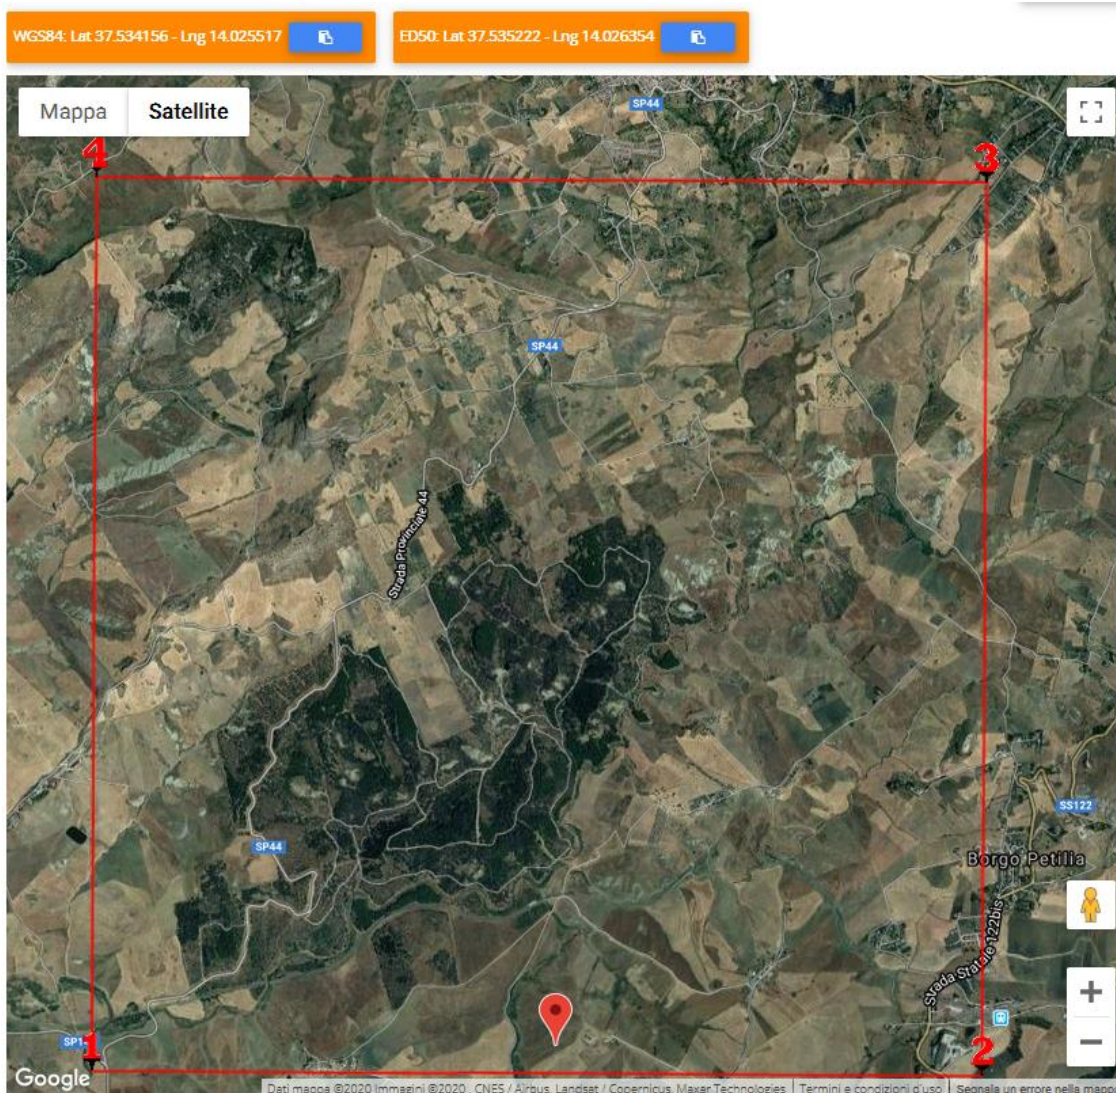 WGS84: Lat 37.534156 - Lng 14.025517
ED50: Lat 37.535222 - Lng 14.026354
Mappa
Satellite
SP44
4
3
SP44
Strada Provinciale 44
SS122
SP44
Borgo Petilia
Strada Statale 122bis
1
2
Google
Dati mappa ©2020 Immagini ©2020 , CNES / Airbus, Landsat / Copernicus, Maxar Technologies
Termini e condizioni d'uso
Segnala un errore nella mappa